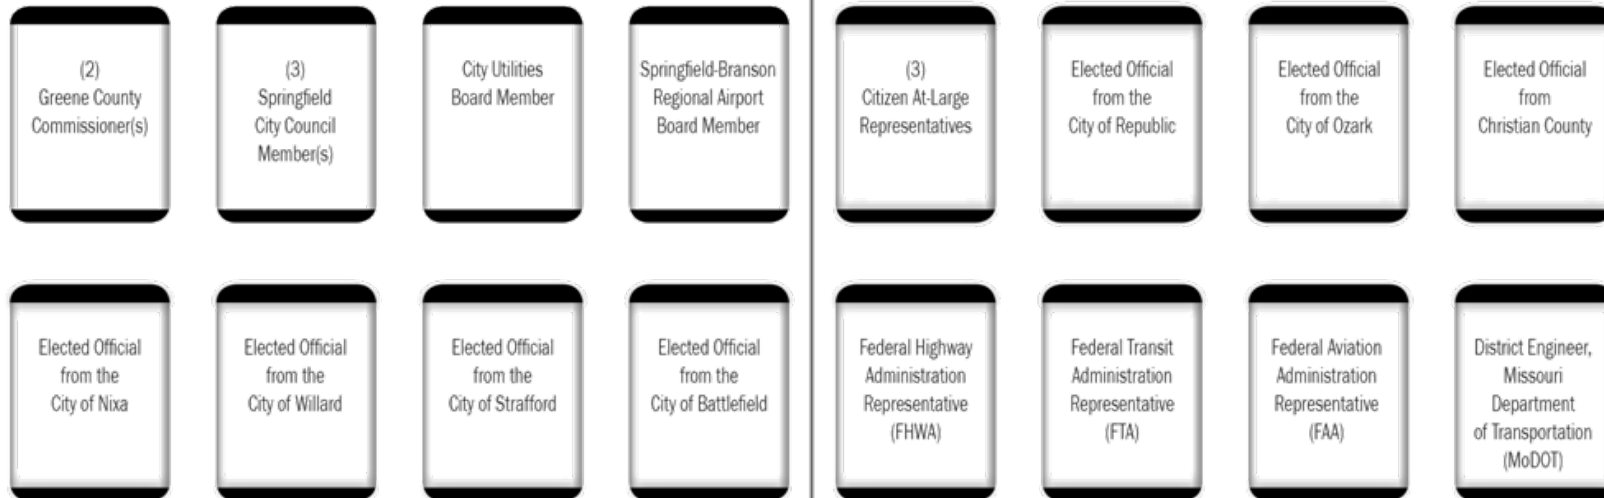 (2)
Greene County
Commissioner(s)
(3)
Springfield
City Council
Member(s)
City Utilities
Board Member
Springfield-Branson
Regional Airport
Board Member
(3)
Citizen At-Large
Representatives
Elected Official
from the
City of Republic
Elected Official
from the
City of Ozark
Elected Official
from
Christian County
Elected Official
from the
City of Nixa
Elected Official
from the
City of Willard
Elected Official
from the
City of Strafford
Elected Official
from the
City of Battlefield
Federal Highway
Administration
Representative
(FHWA)
Federal Transit
Administration
Representative
(FTA)
Federal Aviation
Administration
Representative
(FAA)
District Engineer,
Missouri
Department
of Transportation
(MoDOT)